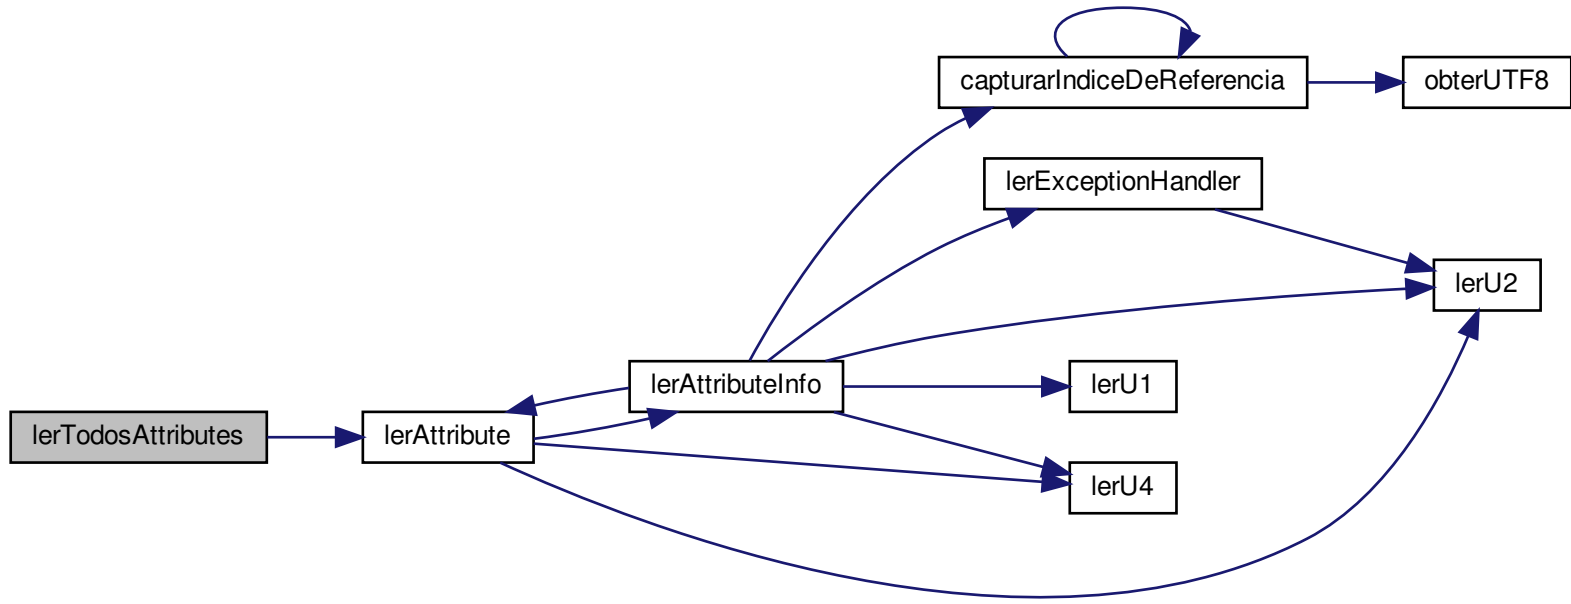 capturarIndiceDeReferencia
obterUTF8
lerExceptionHandler
lerU2
lerAttributeInfo
lerU1
lerTodosAttributes
lerAttribute
lerU4